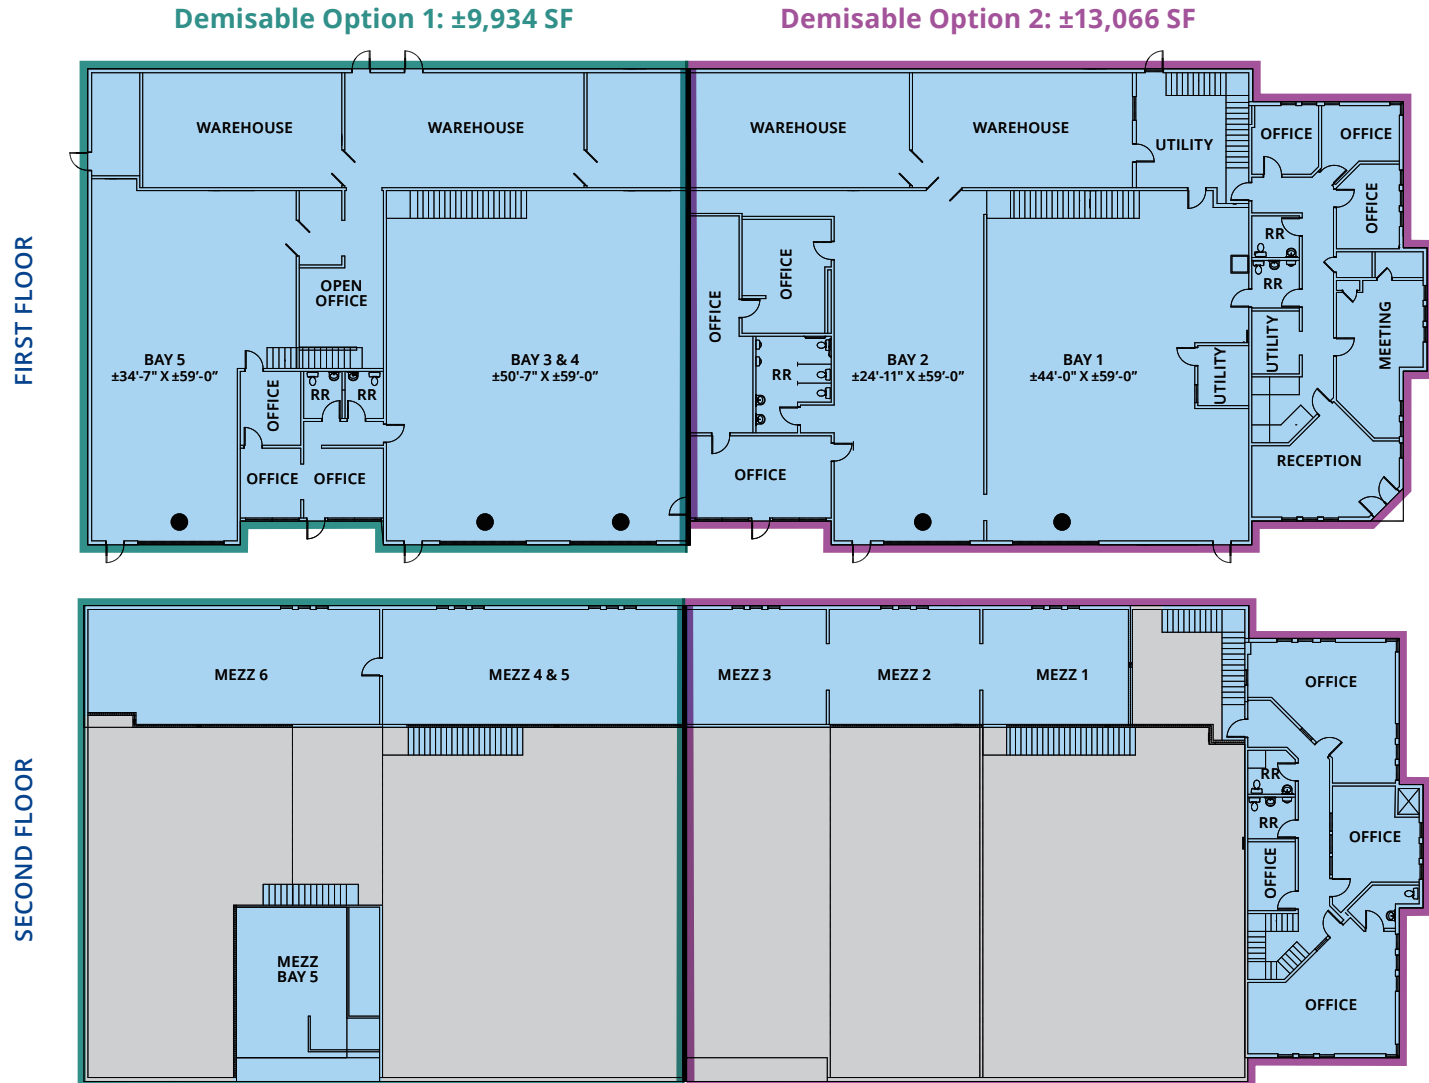 Demisable Option 1: ±9,934 SF
Demisable Option 2: ±13,066 SF
FIRST FLOOR
WAREHOUSE
WAREHOUSE
WAREHOUSE
WAREHOUSE
UTILITY
OFFICE
OFFICE
OFFICE
RR
RR
OPEN
OFFICE
OFFICE
OFFICE
MEETING
UTILITY
UTILITY
BAY 5
±34'-7" X ±59'-0”
BAY 3 & 4
±50'-7" X ±59'-0”
BAY 2
±24'-11" X ±59'-0”
BAY 1
±44'-0" X ±59'-0”
RR
RR
RR
OFFICE
OFFICE
OFFICE
OFFICE
RECEPTION
SECOND FLOOR
MEZZ 6
MEZZ 4 & 5
MEZZ 3
MEZZ 2
MEZZ 1
OFFICE
RR
RR
OFFICE
OFFICE
MEZZ
BAY 5
OFFICE